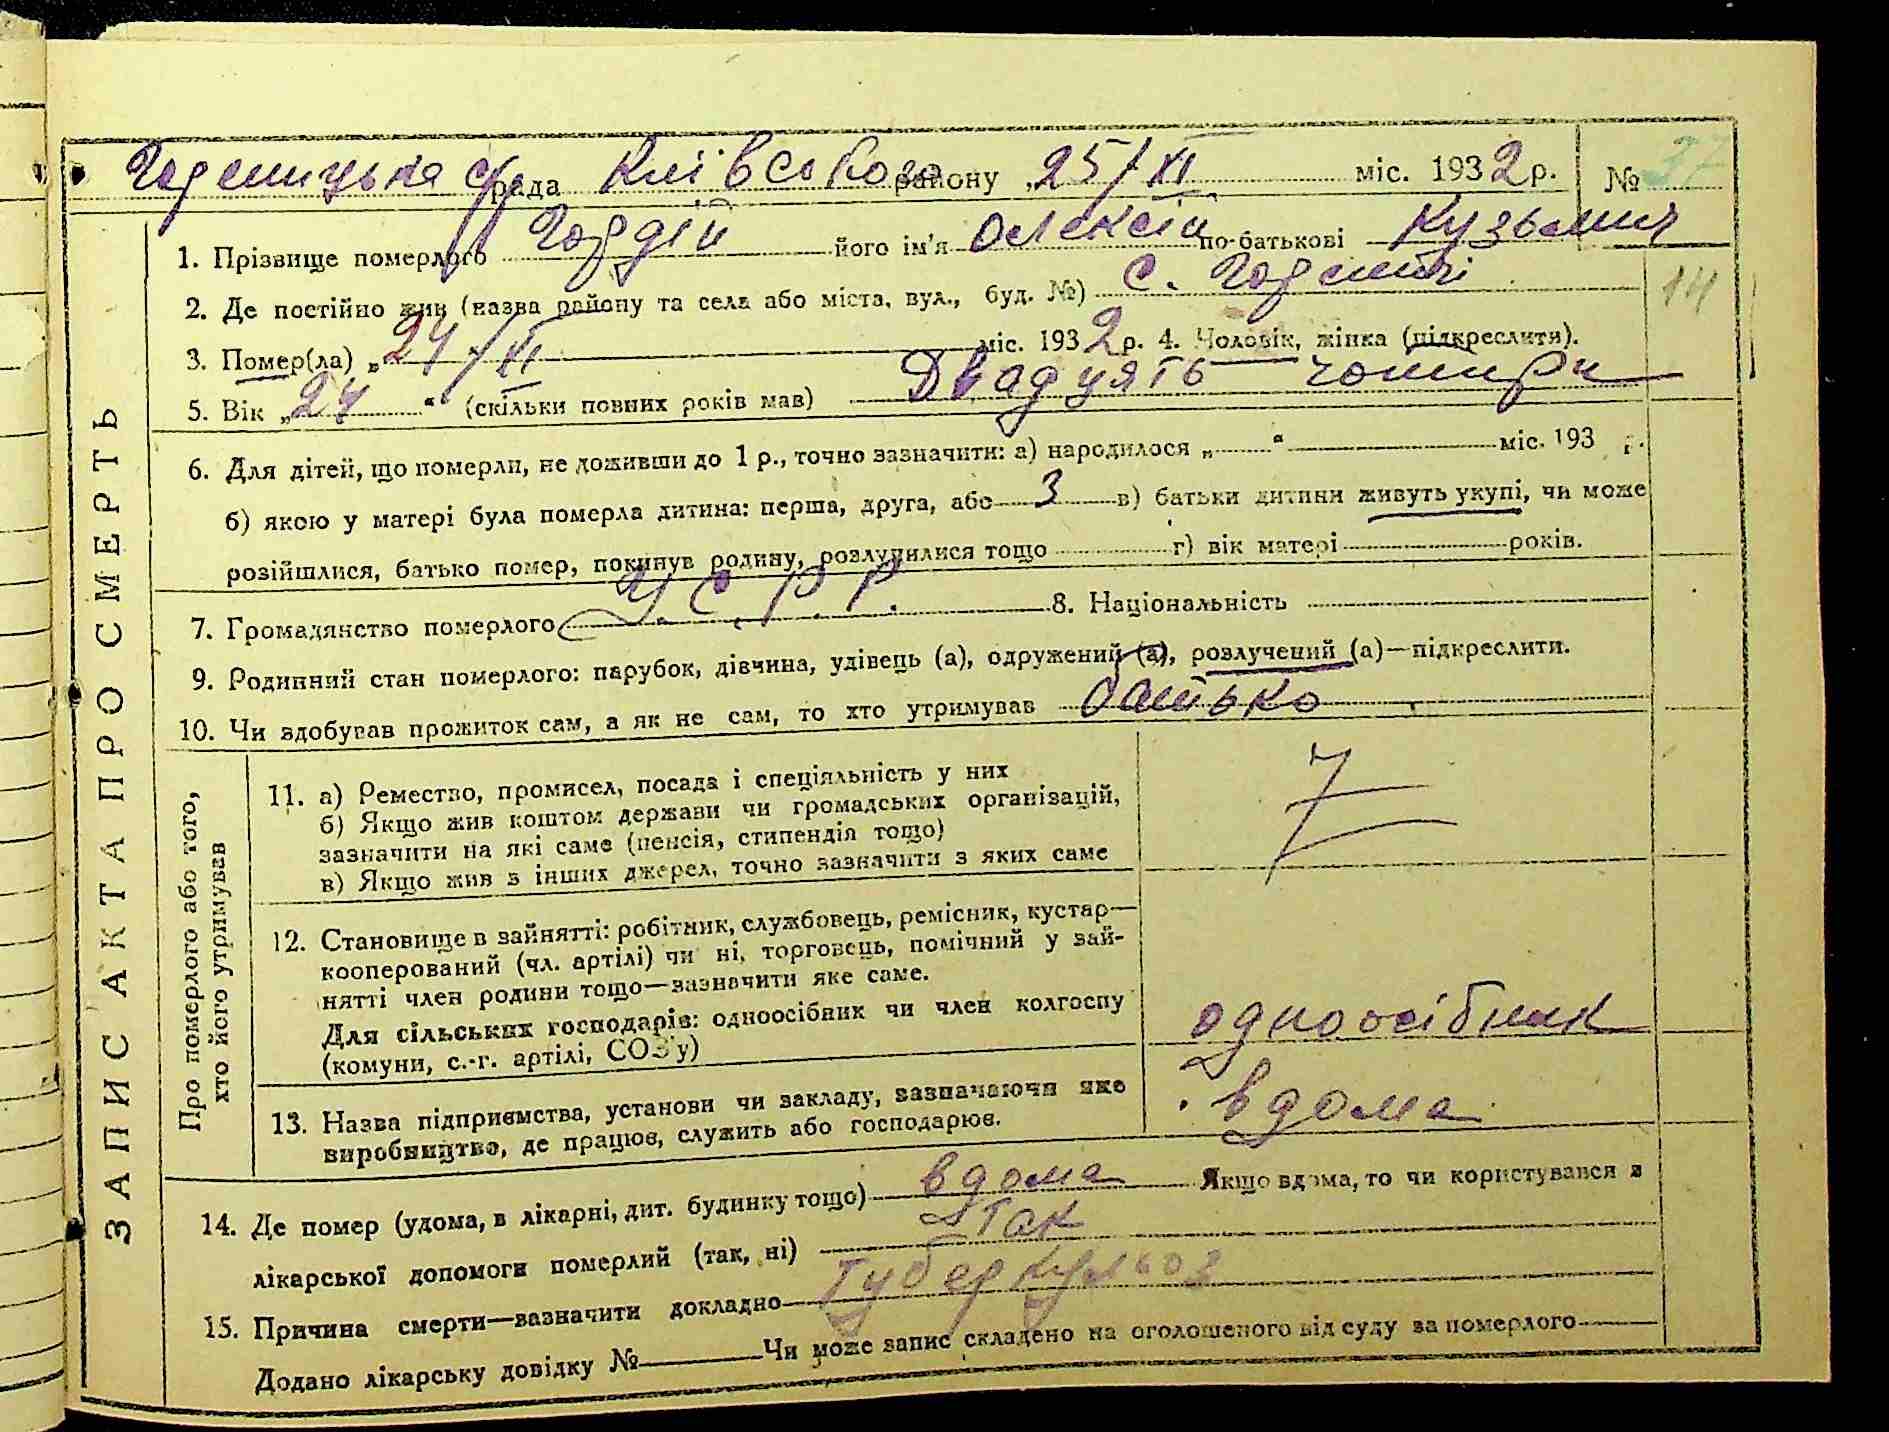 Гордешицька с/рада Київського району „25/XI міс. 1932 р. № 37
1. Прізвище померлого Гордій його ім'я Олексій по-батькові Кузьмич
2. Де постійно жив (назва району та села або міста, вул., буд. №) с. 14
3. Помер(ла) „24/XI міс. 1932 р. 4. Чоловік, жінка (підкреслити).
5. Вік „24" (скільки повних років мав) Двадцять чотири
6. Для дітей, що померли, не доживши до 1 р., точно зазначити: а) народилося „ " міс. 193 р.
б) якою у матері була померла дитина: перша, друга, або 3 в) батьки дитини живуть укупі, чи може
розійшлися, батько помер, покинув родину, розлучилися тощо г) вік матері років.
7. Громадянство померлого У.С.Р.Р. 8. Національність
9. Родинний стан померлого: парубок, дівчина, удівець (а), одружений (а), розлучений (а)—підкреслити.
10. Чи здобував прожиток сам, а як не сам, то хто утримував батько
ЗАПИС АКТА ПРО СМЕРТЬ
Про померлого або того,
хто його утримував
11. а) Ремество, промисел, посада і спеціяльність у них
б) Якщо жив коштом держави чи громадських організацій,
зазначити на які саме (пенсія, стипендія тощо)
в) Якщо жив з інших джерел, точно зазначити з яких саме
12. Становище в зайнятті: робітник, службовець, ремісник, кустар—
кооперований (чл. артілі) чи ні, торговець, помічний у зай-
нятті член родини тощо—зазначити яке саме.
Для сільських господарів: одноосібник чи член колгоспу
(комуни, с.-г. артілі, СОЗ'у) одноосібник
13. Назва підприємства, установи чи закладу, зазначаючи яке
виробництво, де працює, служить або господарює. вдома
14. Де помер (удома, в лікарні, дит. будинку тощо) вдома Якщо вдома, то чи користувався з
лікарської допомоги померлий (так, ні) так
15. Причина смерти—зазначити докладно туберкульоз
Додано лікарську довідку № Чи може запис складено на оголошеного від суду за померлого